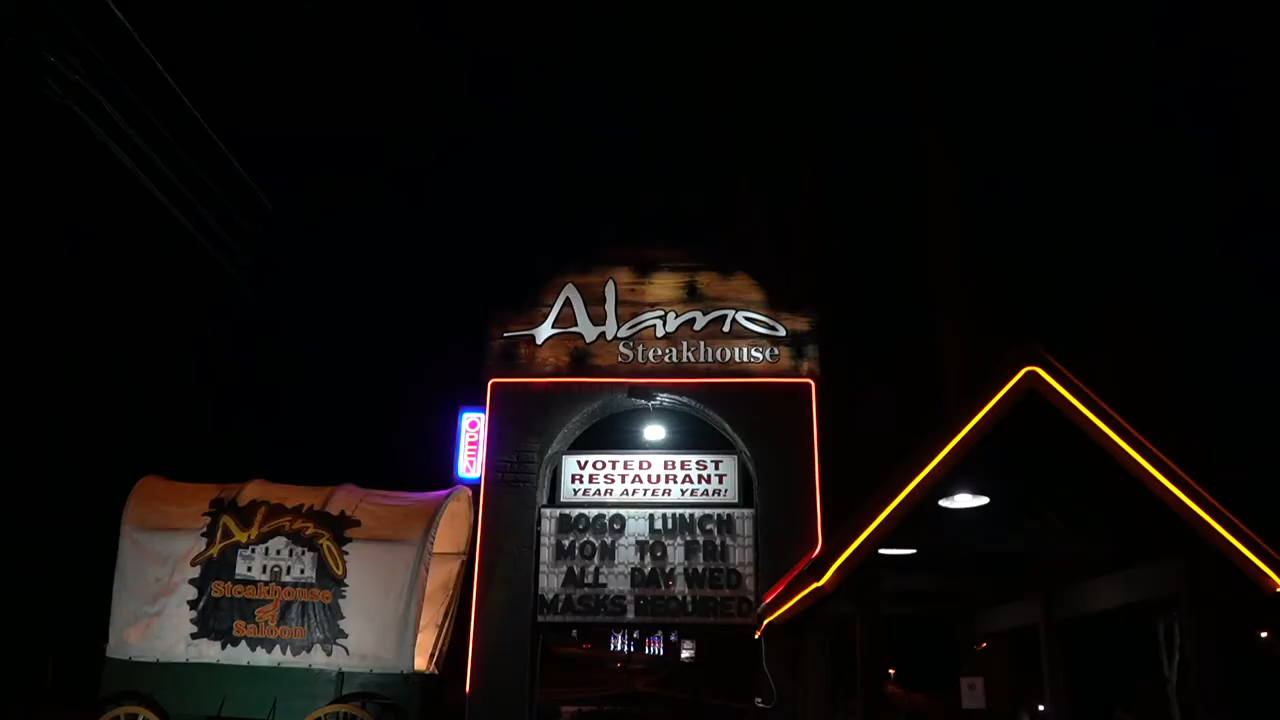 Alamo
Steakhouse
OPEN
VOTED BEST
RESTAURANT
YEAR AFTER YEAR!
BOGO LUNCH
MON TO FRI
ALL DAY WED
MASKS REQUIRED
Alamo
Steakhouse
&
Saloon